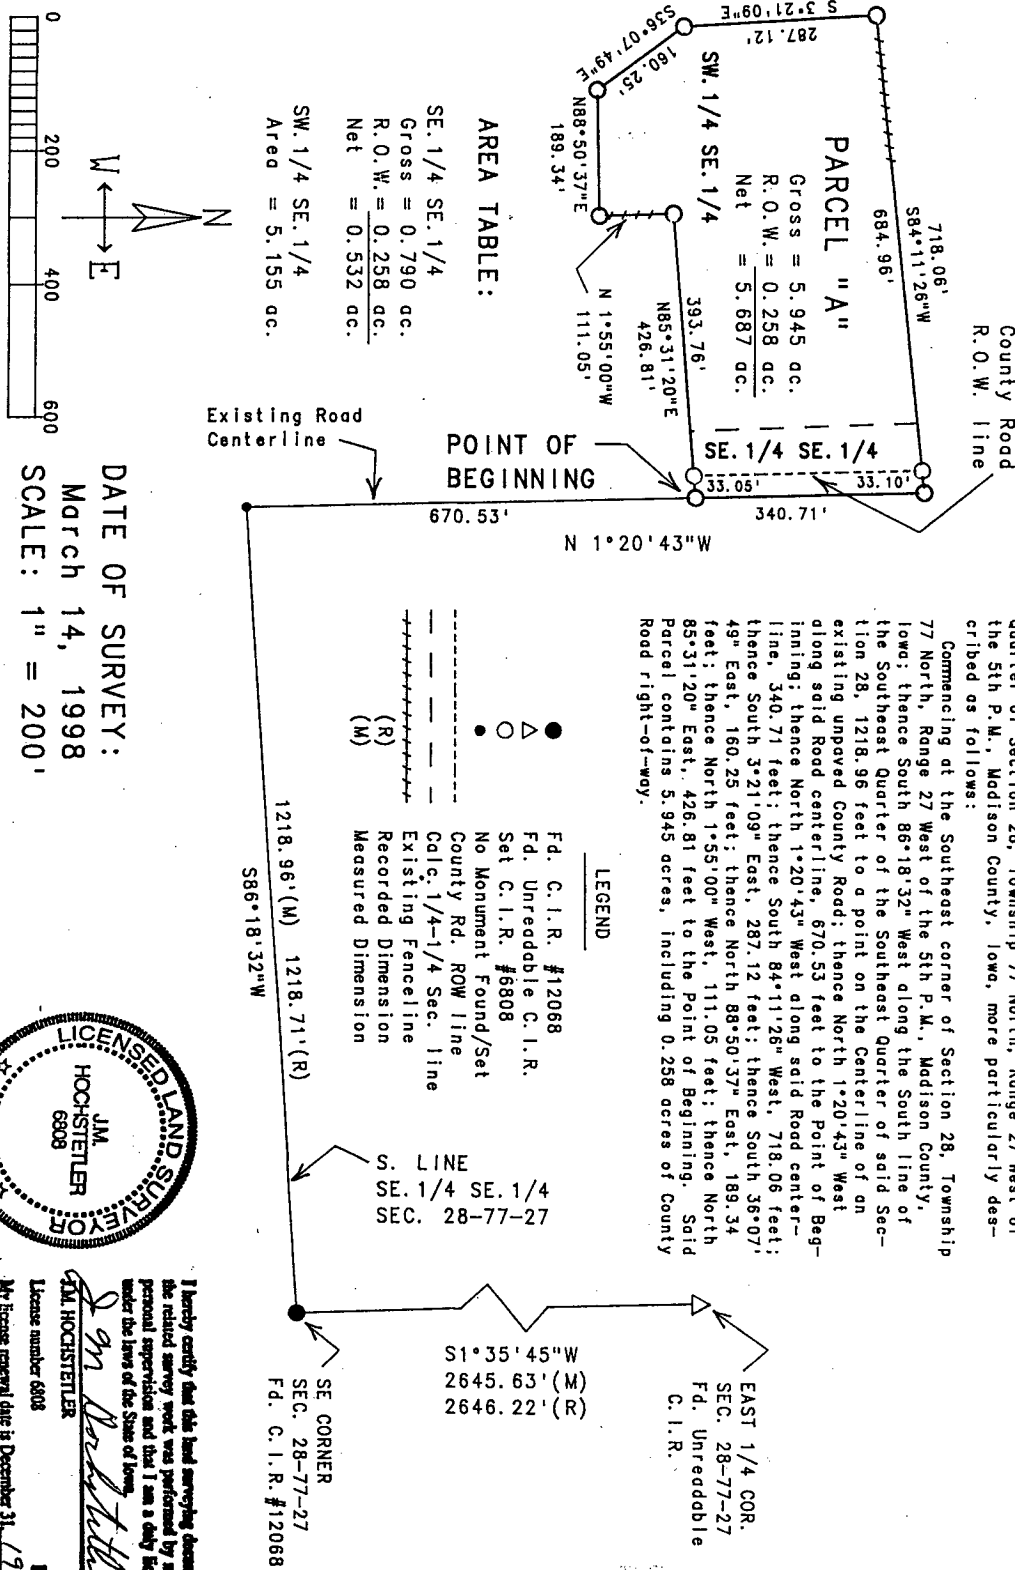 County Road
R.O.W. line
718.06'
S84°11'26"W
684.96'
S 3°21'09"E
287.12'
S36°07'49"E
160.25'
SW.1/4 SE.1/4
PARCEL "A"
Gross = 5.945 ac.
R.O.W.= 0.258 ac.
Net = 5.687 ac.
N88°50'37"E
189.34'
N 1°55'00"W
111.05'
393.76'
N85°31'20"E
426.81'
SE.1/4 SE.1/4
33.05'
33.10'
340.71'
POINT OF
BEGINNING
Existing Road
Centerline
670.53'
N 1°20'43"W
AREA TABLE:
SE.1/4 SE.1/4
Gross = 0.790 ac.
R.O.W.= 0.258 ac.
Net = 0.532 ac.
SW.1/4 SE.1/4
Area = 5.155 ac.
N
W
E
0
200
400
600
DATE OF SURVEY:
March 14, 1998
SCALE: 1" = 200'
the 5th P.M., Madison County, Iowa, more particularly des-
cribed as follows:
Commencing at the Southeast corner of Section 28, Township
77 North, Range 27 West of the 5th P.M., Madison County,
Iowa; thence South 86°18'32" West along the South line of
the Southeast Quarter of the Southeast Quarter of said Sec-
tion 28, 1218.96 feet to a point on the Centerline of an
existing unpaved County Road; thence North 1°20'43" West
along said Road centerline, 670.53 feet to the Point of Beg-
inning; thence North 1°20'43" West along said Road center-
line, 340.71 feet; thence South 84°11'26" West, 718.06 feet;
thence South 3°21'09" East, 287.12 feet; thence South 36°07'
49" East, 160.25 feet; thence North 88°50'37" East, 189.34
feet; thence North 1°55'00" West, 111.05 feet; thence North
85°31'20" East, 426.81 feet to the Point of Beginning. Said
Parcel contains 5.945 acres, including 0.258 acres of County
Road right-of-way.
LEGEND
Fd. C.I.R. #12068
Fd. Unreadable C.I.R.
Set C.I.R. #6808
No Monument Found/Set
County Rd. ROW line
Calc. 1/4-1/4 Sec. line
Existing Fenceline
(R) Recorded Dimension
(M) Measured Dimension
1218.96'(M) 1218.71'(R)
S86°18'32"W
S. LINE
SE.1/4 SE.1/4
SEC. 28-77-27
S1°35'45"W
2645.63'(M)
2646.22'(R)
EAST 1/4 COR.
SEC. 28-77-27
Fd. Unreadable
C.I.R.
SE CORNER
SEC. 28-77-27
Fd. C.I.R.#12068
LICENSED LAND SURVEYOR
J.M.
HOCHSTETLER
6808
I hereby certify that this land surveying
the related survey work was performed by
personal supervision and that I am a duly
under the laws of the State of Iowa.
J.M. HOCHSTETLER
License number 6808
My license renewal date is December 31,